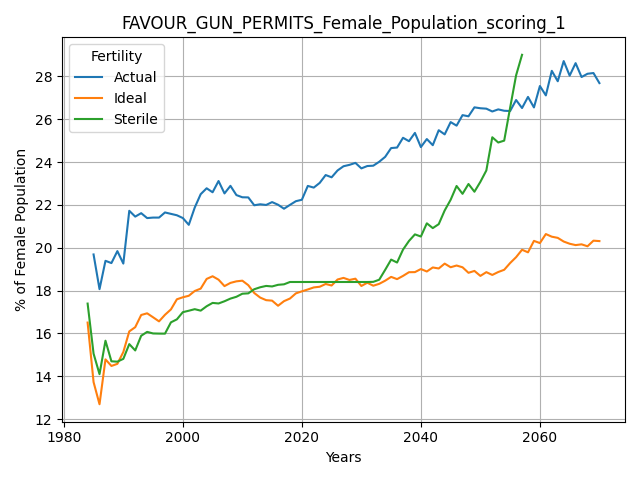 FAVOUR_GUN_PERMITS_Female_Population_scoring_1
Fertility
Actual
Ideal
Sterile
% of Female Population
28
26
24
22
20
18
16
14
12
1980
2000
2020
2040
2060
Years